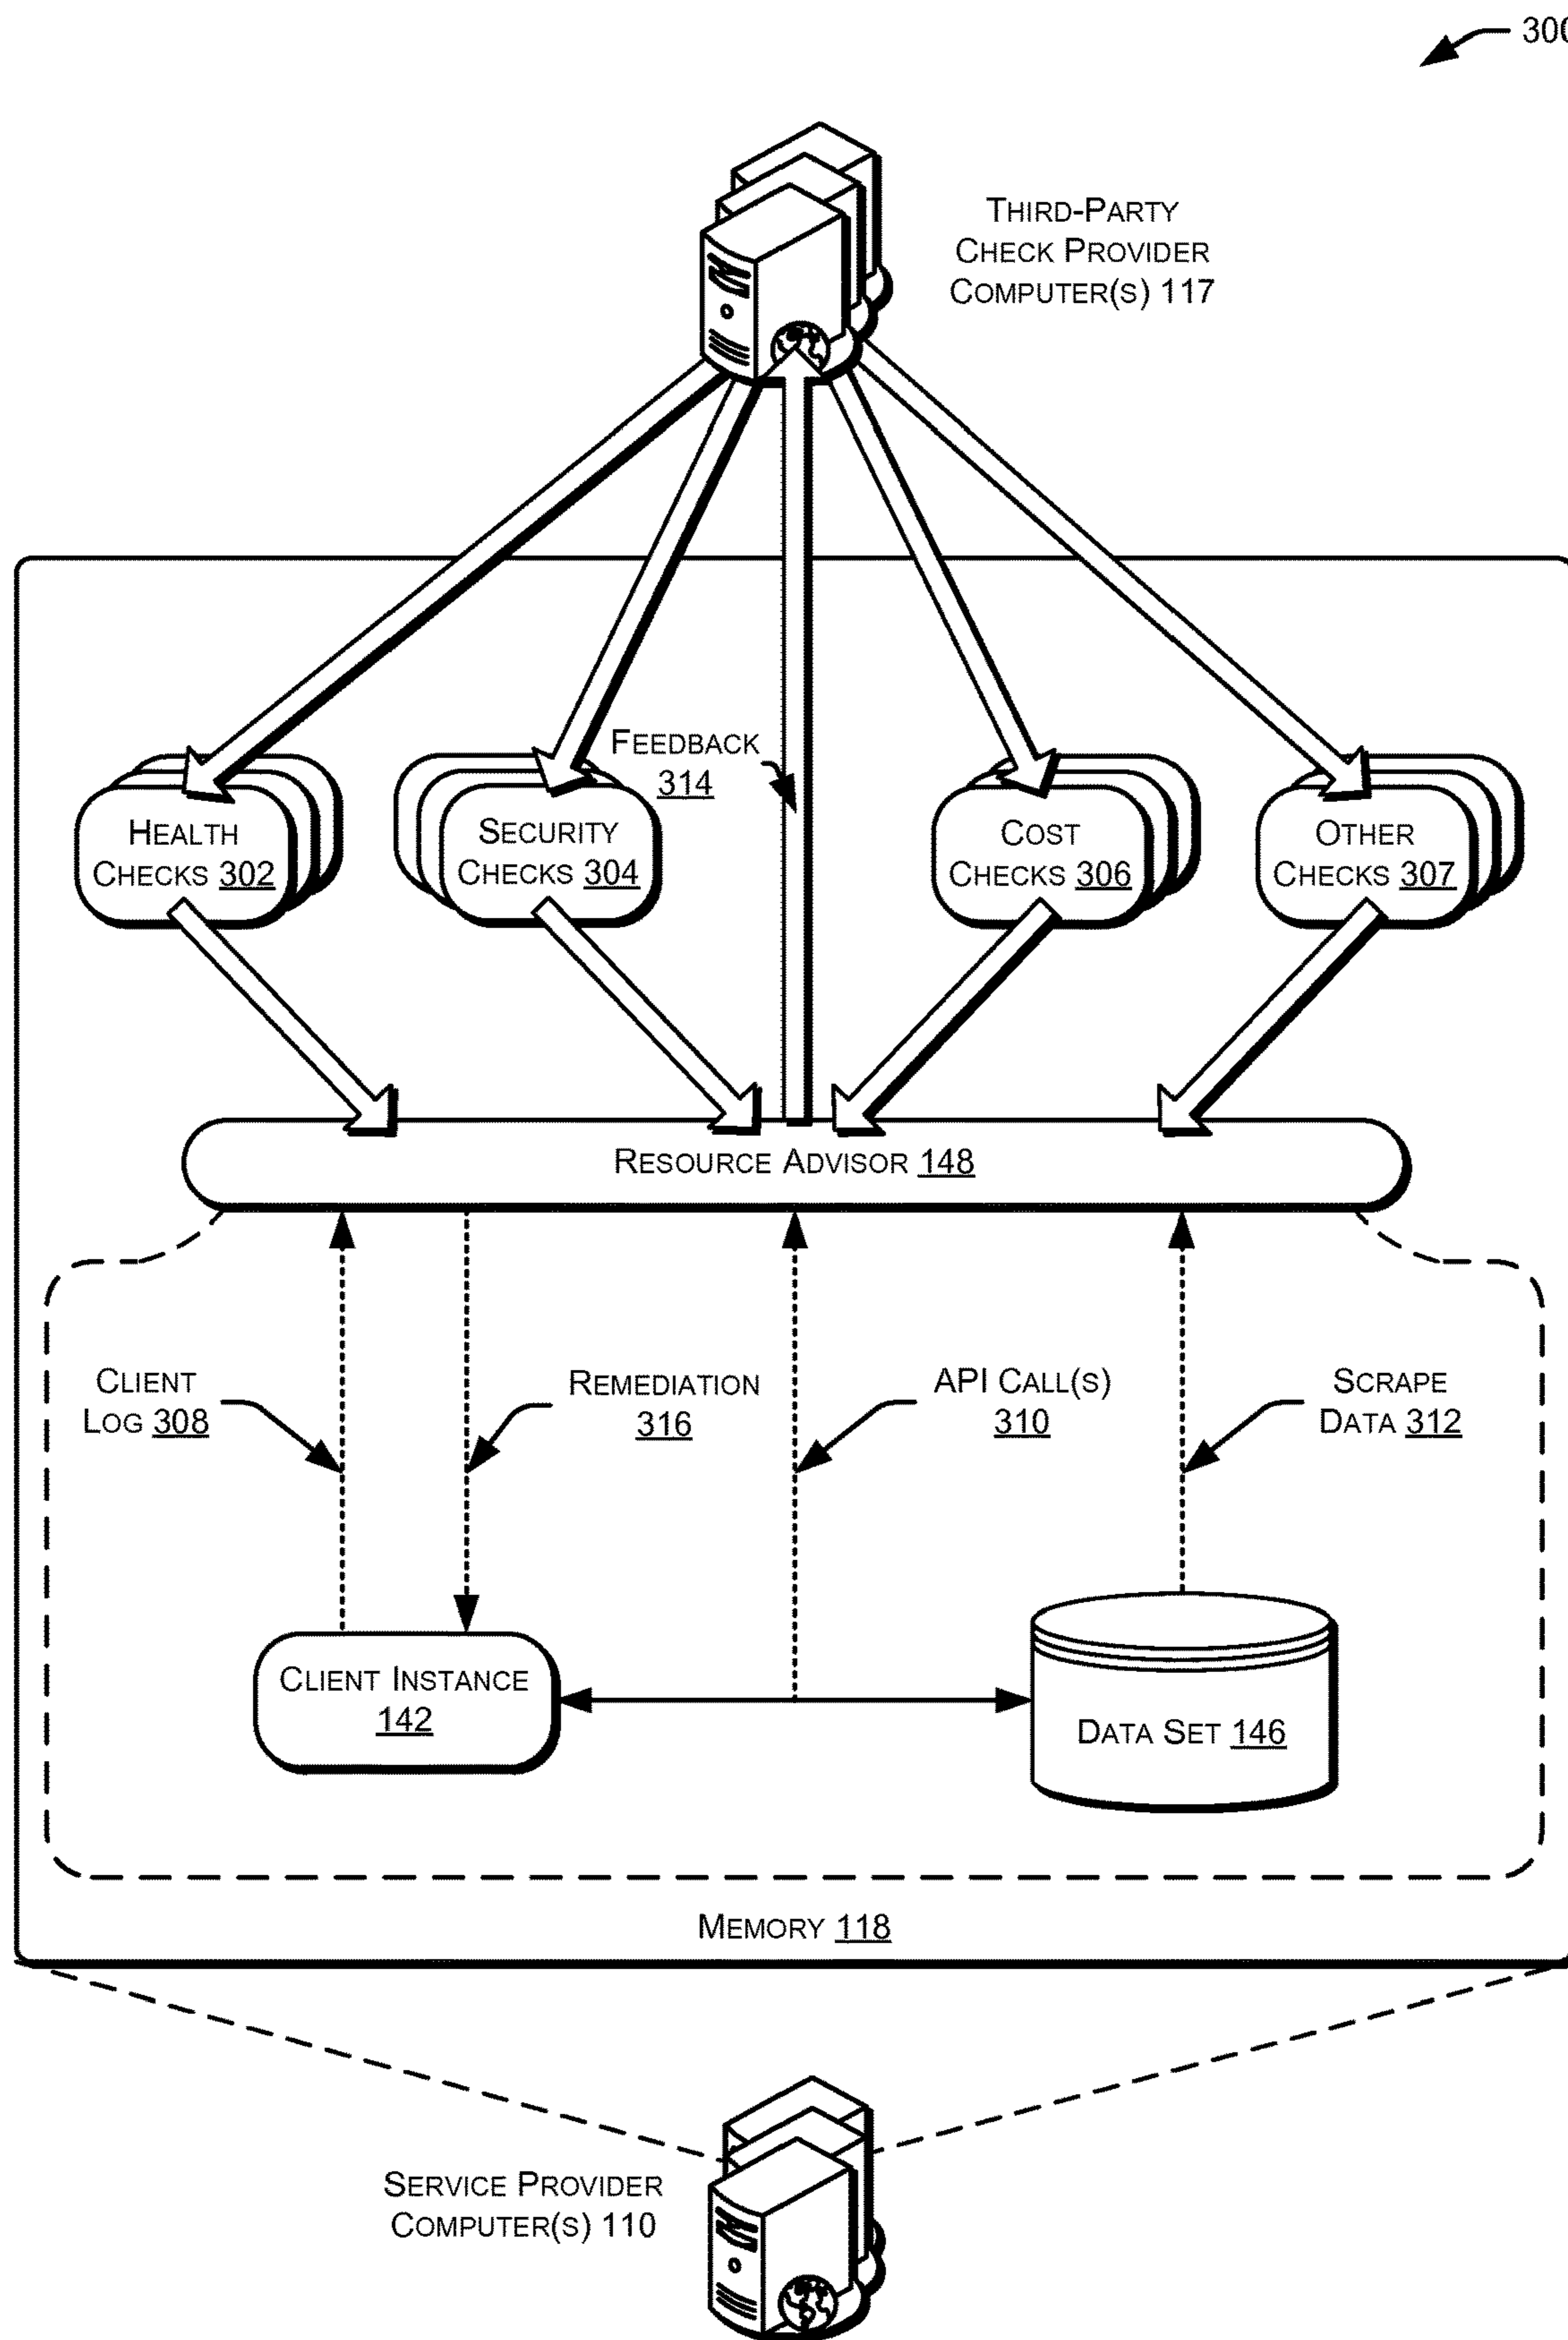 300
THIRD-PARTY
CHECK PROVIDER
COMPUTER(S) 117
FEEDBACK
314
HEALTH
CHECKS 302
SECURITY
CHECKS 304
COST
CHECKS 306
OTHER
CHECKS 307
RESOURCE ADVISOR 148
CLIENT
LOG 308
REMEDIATION
316
API CALL(S)
310
SCRAPE
DATA 312
CLIENT INSTANCE
142
DATA SET 146
MEMORY 118
SERVICE PROVIDER
COMPUTER(S) 110